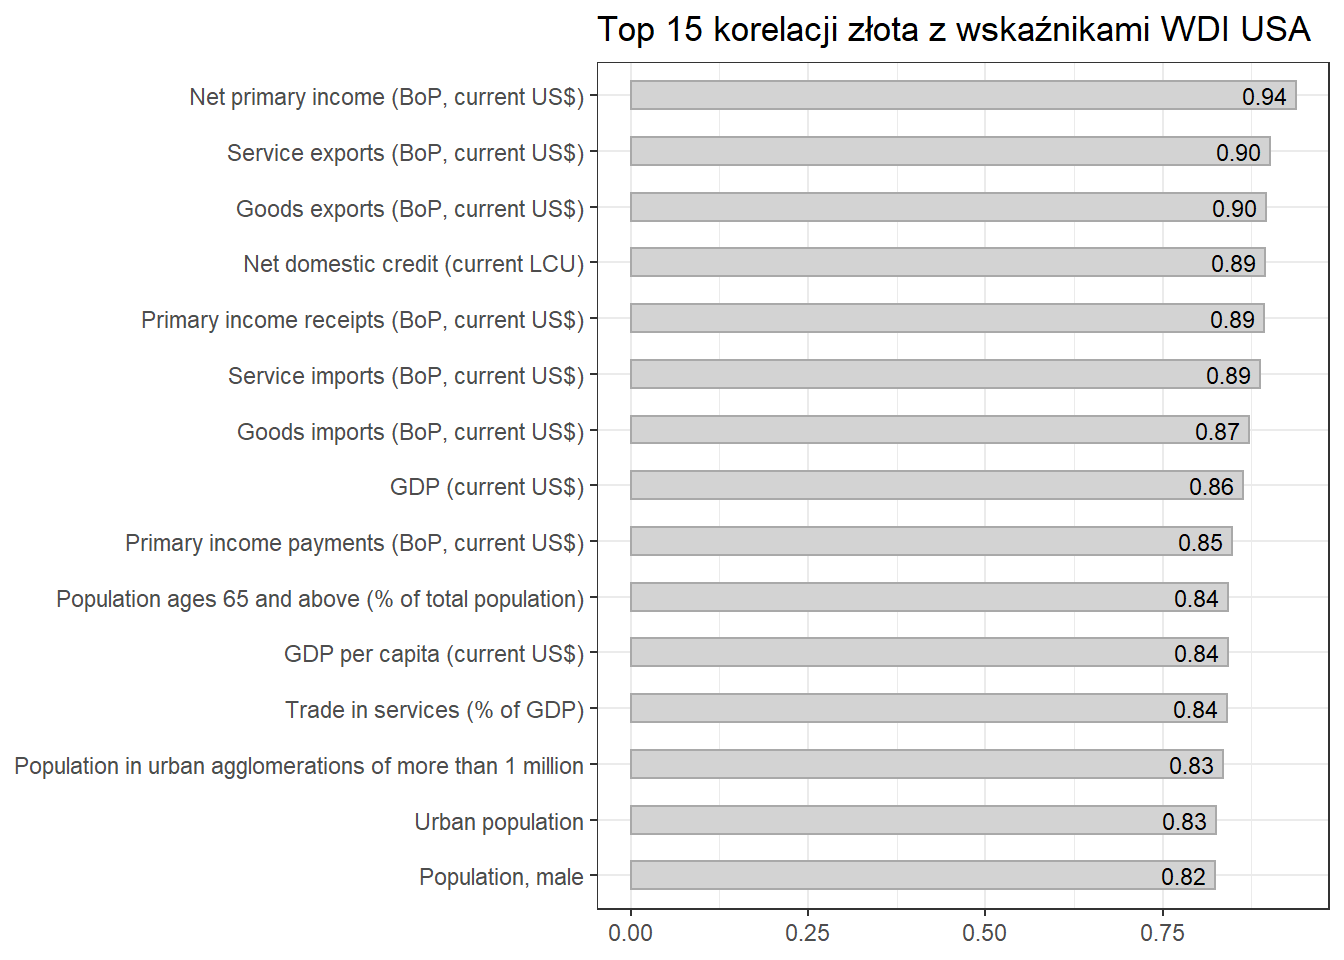 Top 15 korelacji złota z wskaźnikami WDI USA
Net primary income (BoP, current US$) 0.94
Service exports (BoP, current US$) 0.90
Goods exports (BoP, current US$) 0.90
Net domestic credit (current LCU) 0.89
Primary income receipts (BoP, current US$) 0.89
Service imports (BoP, current US$) 0.89
Goods imports (BoP, current US$) 0.87
GDP (current US$) 0.86
Primary income payments (BoP, current US$) 0.85
Population ages 65 and above (% of total population) 0.84
GDP per capita (current US$) 0.84
Trade in services (% of GDP) 0.84
Population in urban agglomerations of more than 1 million 0.83
Urban population 0.83
Population, male 0.82
0.00 0.25 0.50 0.75